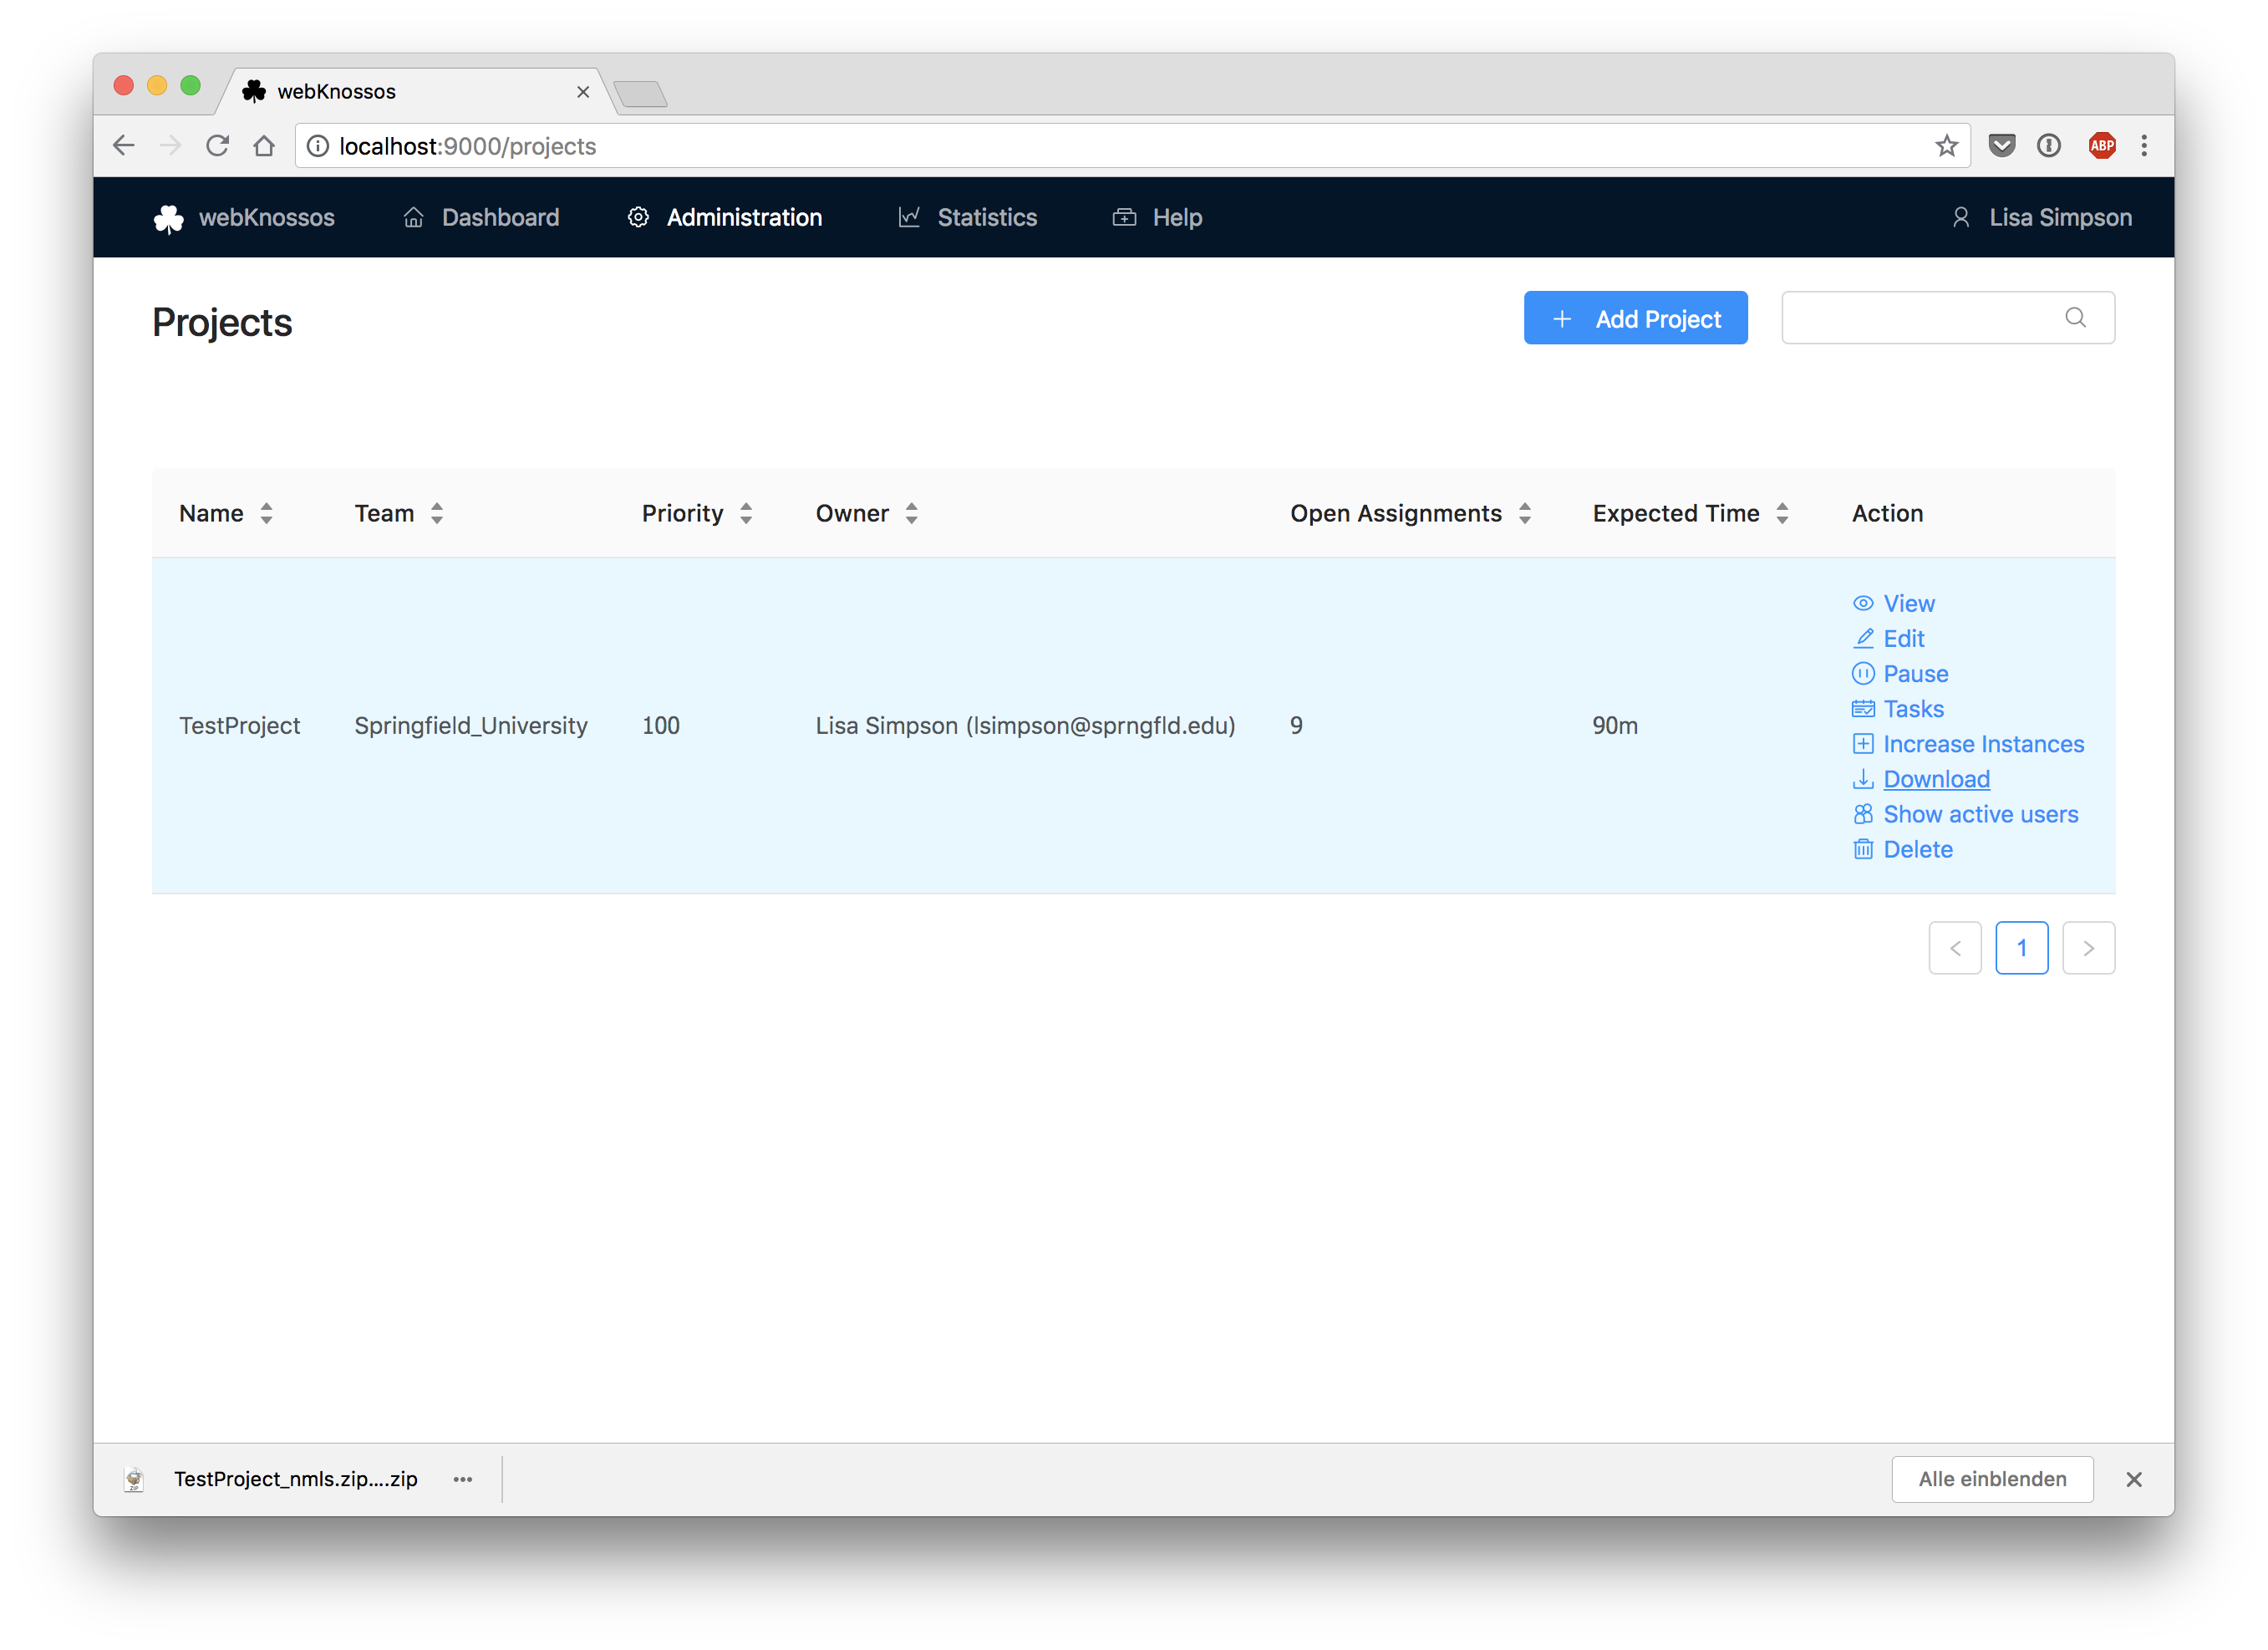 webKnossos
localhost:9000/projects
ABP
webKnossos Dashboard Administration Statistics Help Lisa Simpson
Projects
Add Project
Name Team Priority Owner Open Assignments Expected Time Action
TestProject Springfield_University 100 Lisa Simpson (lsimpson@sprngfld.edu) 9 90m
View
Edit
Pause
Tasks
Increase Instances
Download
Show active users
Delete
1
ZIP
TestProject_nmls.zip....zip
Alle einblenden